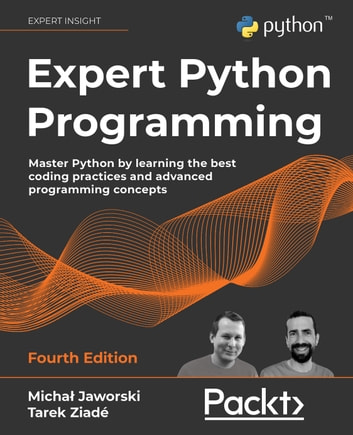 EXPERT INSIGHT
python™
Expert Python
Programming
Master Python by learning the best
coding practices and advanced
programming concepts
Fourth Edition
Michał Jaworski
Tarek Ziadé
Packt>